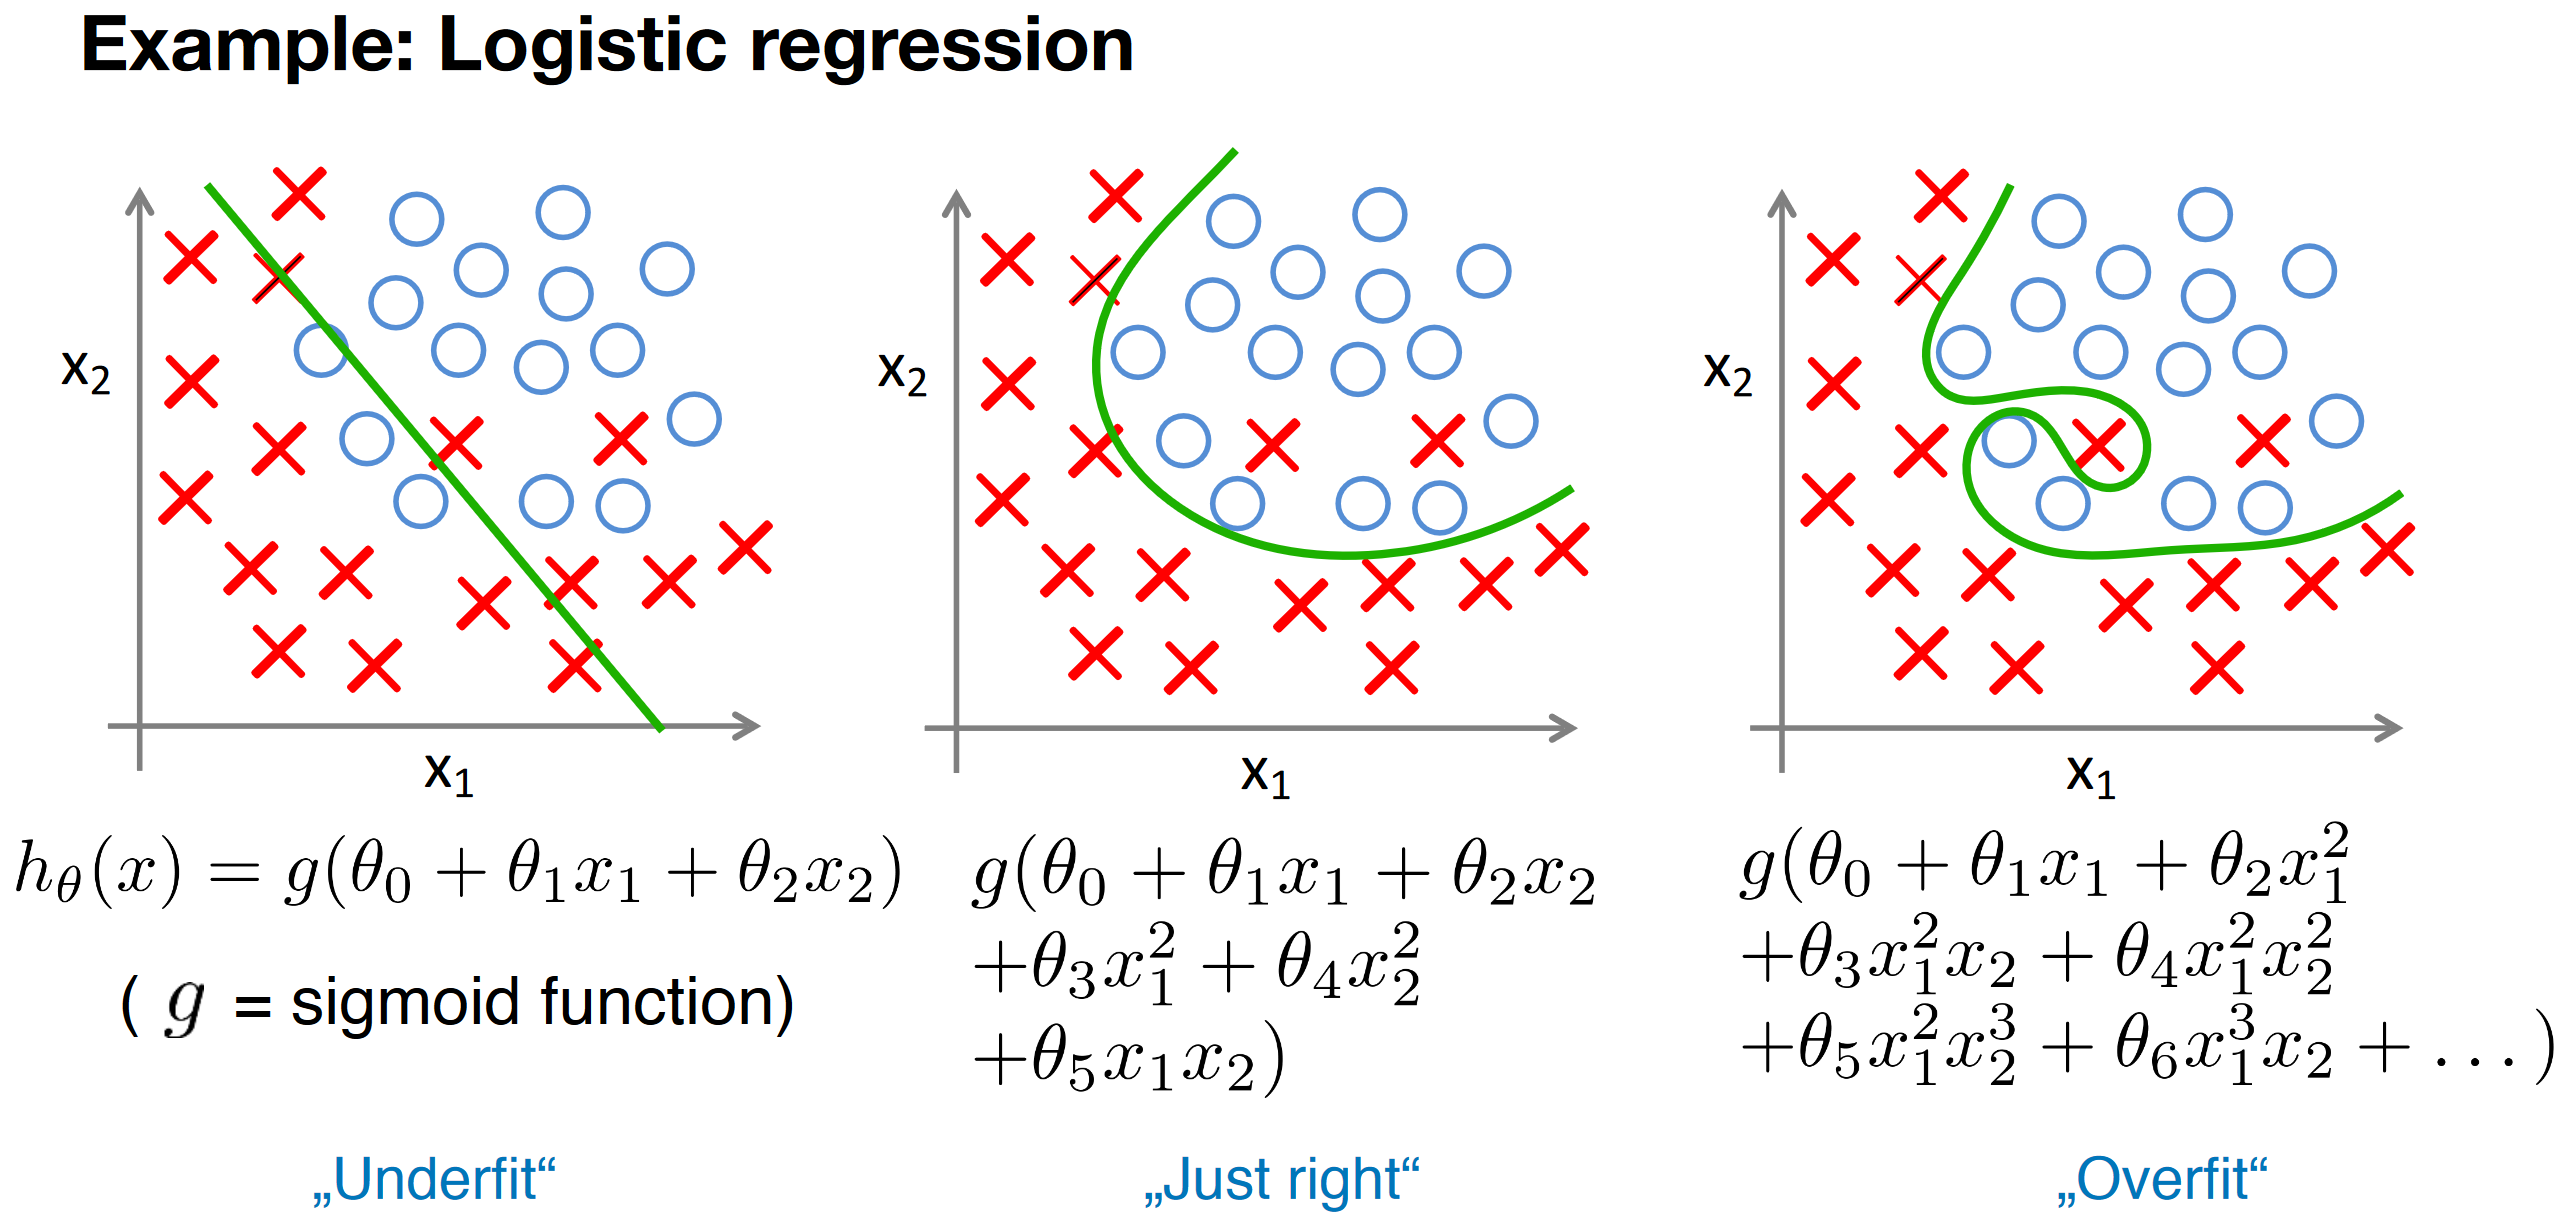 Example: Logistic regression
x₂
x₁
x₂
x₁
x₂
x₁
h_θ(x) = g(θ₀ + θ₁x₁ + θ₂x₂)
( g = sigmoid function)
„Underfit“
g(θ₀ + θ₁x₁ + θ₂x₂
+θ₃x₁² + θ₄x₂²
+θ₅x₁x₂)
„Just right“
g(θ₀ + θ₁x₁ + θ₂x₁²
+θ₃x₁²x₂ + θ₄x₁²x₂²
+θ₅x₁²x₂³ + θ₆x₁³x₂ + … )
„Overfit“